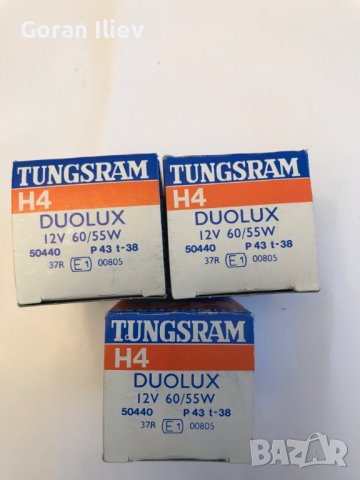 Goran Iliev
TUNGSRAM
H4
DUOLUX
12V 60/55W
50440 P 43 t-38
37R E1 00805
TUNGSRAM
H4
DUOLUX
12V 60/55W
50440 P 43 t-38
37R E1 00805
TUNGSRAM
H4
DUOLUX
12V 60/55W
50440 P 43 t-38
37R E1 00805
BAZAR